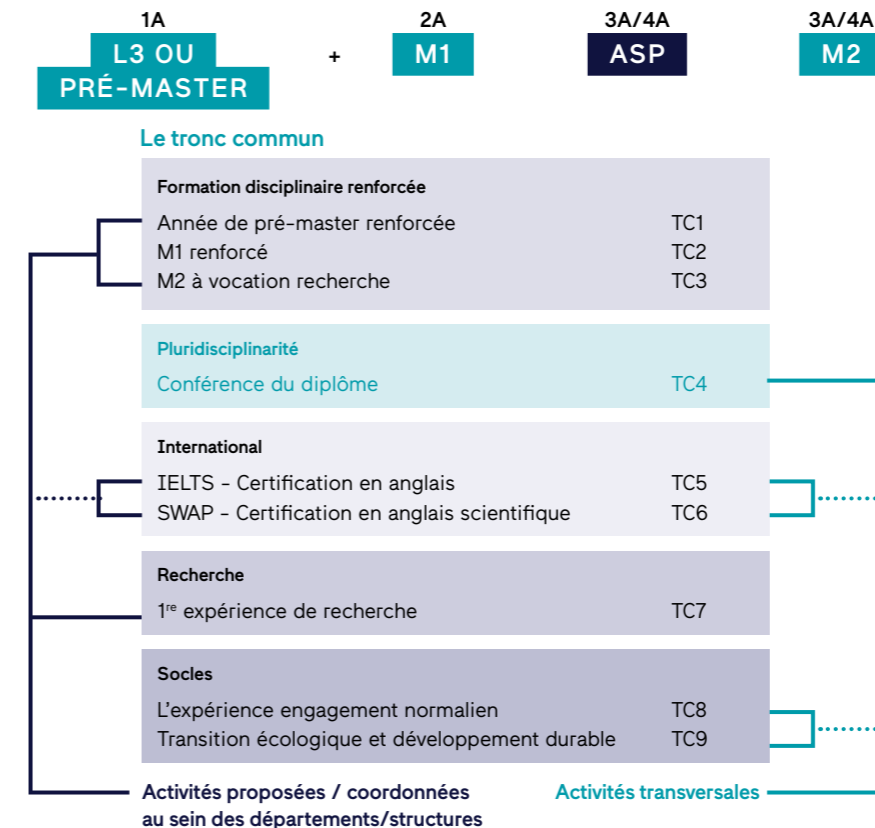 1A 2A 3A/4A 3A/4A
L3 OU
PRÉ-MASTER + M1 ASP M2
Le tronc commun
Formation disciplinaire renforcée
Année de pré-master renforcée TC1
M1 renforcé TC2
M2 à vocation recherche TC3
Pluridisciplinarité
Conférence du diplôme TC4
International
IELTS - Certification en anglais TC5
SWAP - Certification en anglais scientifique TC6
Recherche
1re expérience de recherche TC7
Socles
L'expérience engagement normalien TC8
Transition écologique et développement durable TC9
Activités proposées / coordonnées
au sein des départements/structures
Activités transversales